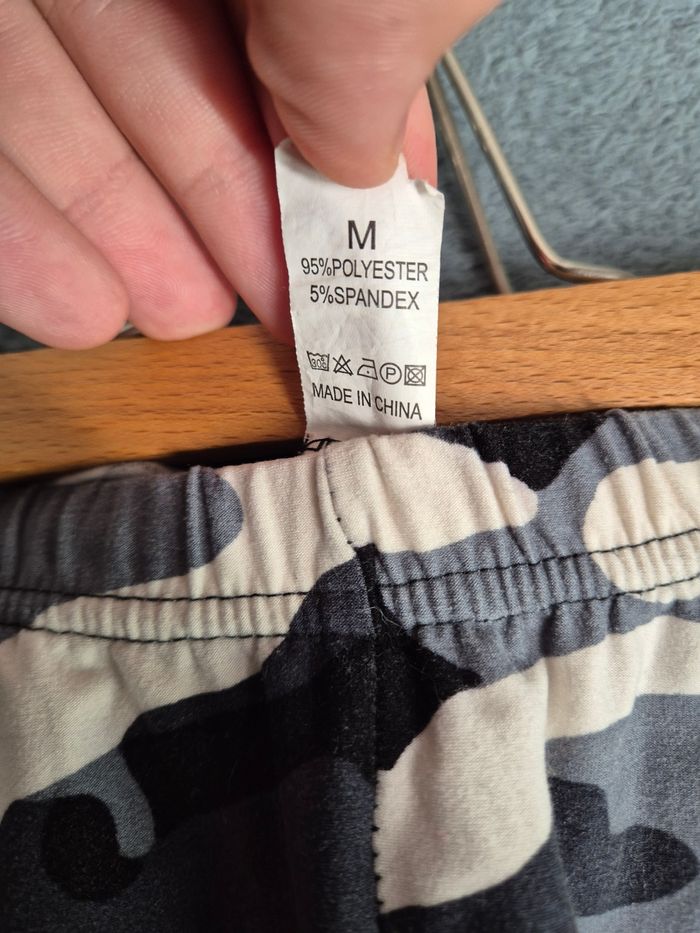 M
95%POLYESTER
5%SPANDEX
P
MADE IN CHINA